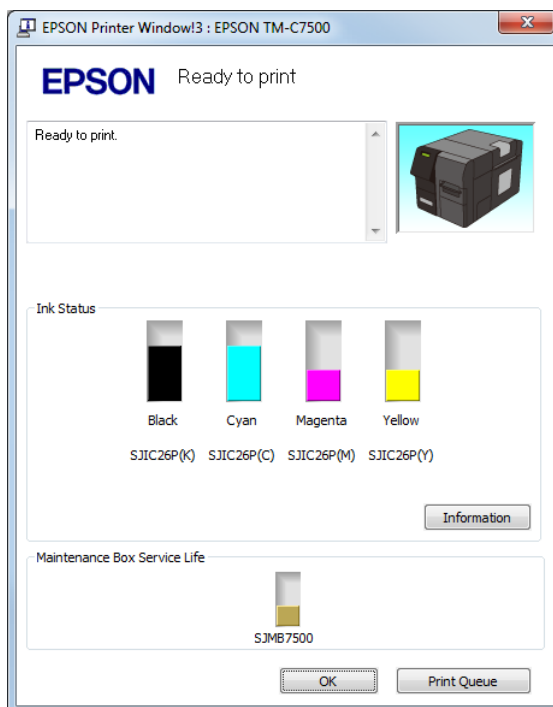 EPSON Printer Window!3 : EPSON TM-C7500
EPSON Ready to print
Ready to print.
Ink Status
Black Cyan Magenta Yellow
SJIC26P(K) SJIC26P(C) SJIC26P(M) SJIC26P(Y)
Information
Maintenance Box Service Life
SJMB7500
OK Print Queue